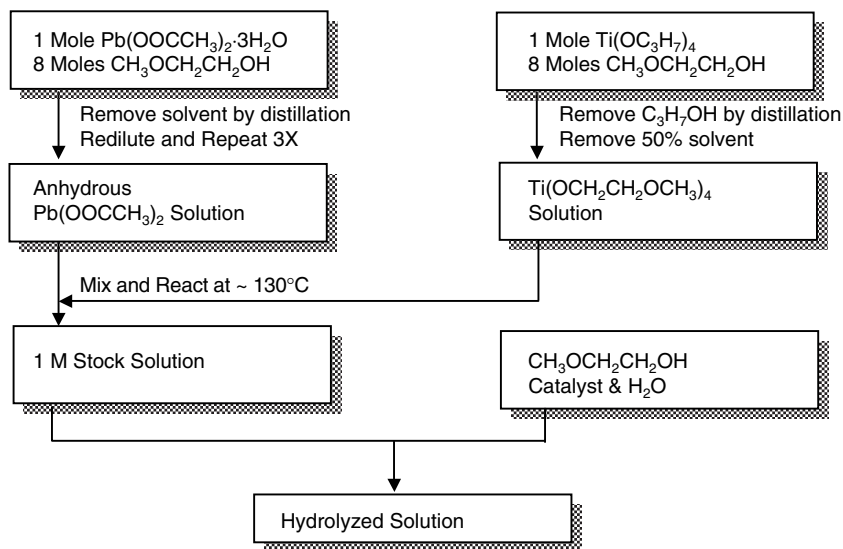 1 Mole Pb(OOCCH₃)₂·3H₂O
8 Moles CH₃OCH₂CH₂OH
1 Mole Ti(OC₃H₇)₄
8 Moles CH₃OCH₂CH₂OH
Remove solvent by distillation
Redilute and Repeat 3X
Remove C₃H₇OH by distillation
Remove 50% solvent
Anhydrous
Pb(OOCCH₃)₂ Solution
Ti(OCH₂CH₂OCH₃)₄
Solution
Mix and React at ~ 130°C
1 M Stock Solution
CH₃OCH₂CH₂OH
Catalyst & H₂O
Hydrolyzed Solution